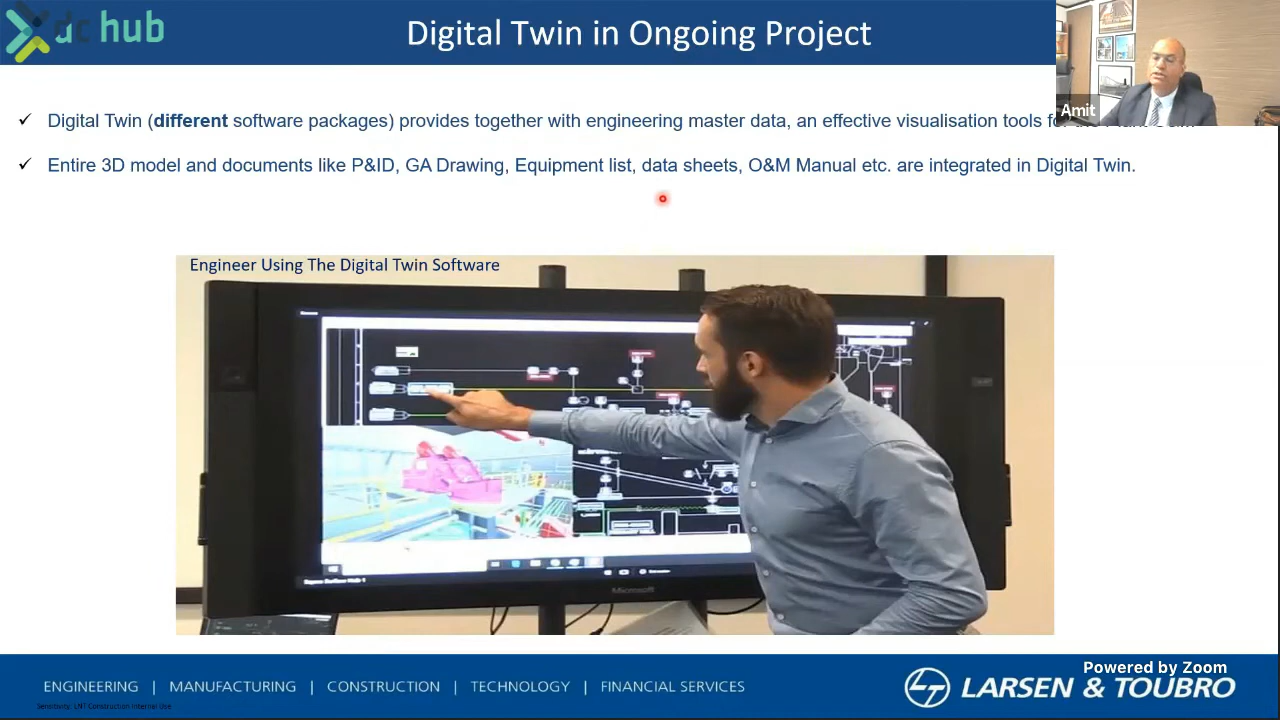 dc hub
Digital Twin in Ongoing Project
Amit
✓ Digital Twin (different software packages) provides together with engineering master data, an effective visualisation tools
✓ Entire 3D model and documents like P&ID, GA Drawing, Equipment list, data sheets, O&M Manual etc. are integrated in Digital Twin.
Engineer Using The Digital Twin Software
Microsoft
Powered by Zoom
ENGINEERING | MANUFACTURING | CONSTRUCTION | TECHNOLOGY | FINANCIAL SERVICES
LARSEN & TOUBRO
Sensitivity: LNT Construction Internal Use